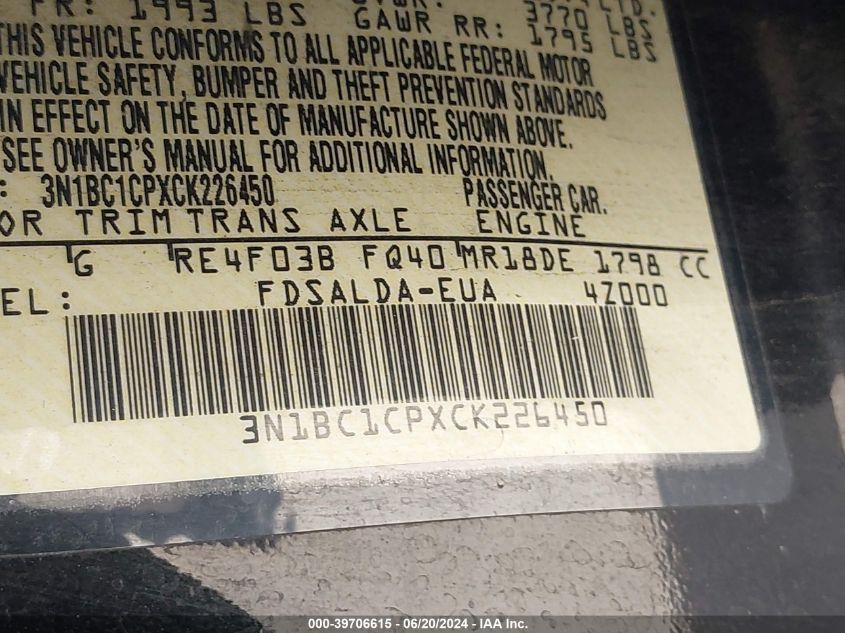 FR: 1993 LBS
GAWR RR: 3770 LBS
1795 LBS
THIS VEHICLE CONFORMS TO ALL APPLICABLE FEDERAL MOTOR
VEHICLE SAFETY, BUMPER AND THEFT PREVENTION STANDARDS
IN EFFECT ON THE DATE OF MANUFACTURE SHOWN ABOVE.
SEE OWNER'S MANUAL FOR ADDITIONAL INFORMATION.
: 3N1BC1CPXCK226450 PASSENGER CAR.
OR TRIM TRANS AXLE ENGINE
G RE4F03B FQ40 MR18DE 1798 CC
EL: FDSALDA-EUA 4Z000
3N1BC1CPXCK226450
000-39706615 - 06/20/2024 - IAA Inc.